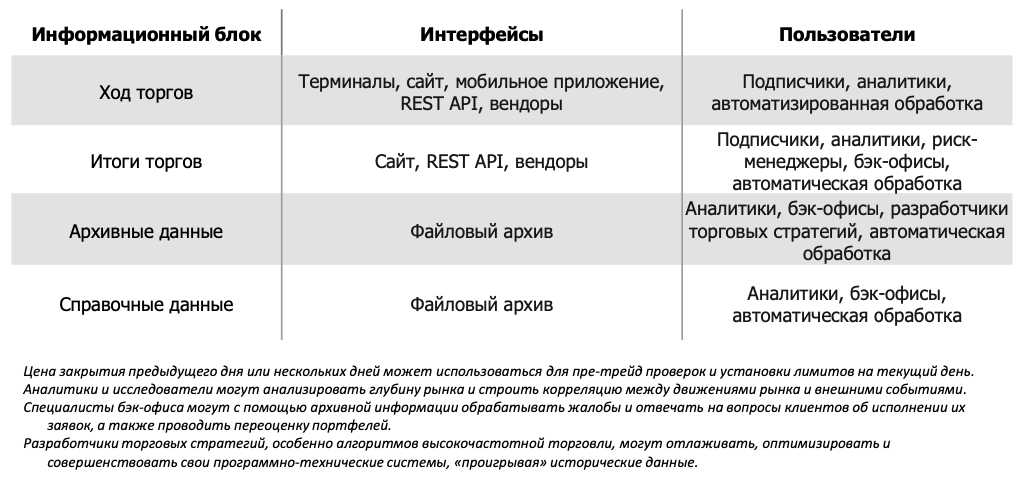 Информационный блок
Интерфейсы
Пользователи
Ход торгов
Терминалы, сайт, мобильное приложение,
REST API, вендоры
Подписчики, аналитики,
автоматизированная обработка
Итоги торгов
Сайт, REST API, вендоры
Подписчики, аналитики, риск-
менеджеры, бэк-офисы,
автоматическая обработка
Архивные данные
Файловый архив
Аналитики, бэк-офисы, разработчики
торговых стратегий, автоматическая
обработка
Справочные данные
Файловый архив
Аналитики, бэк-офисы,
автоматическая обработка
Цена закрытия предыдущего дня или нескольких дней может использоваться для пре-трейд проверок и установки лимитов на текущий день.
Аналитики и исследователи могут анализировать глубину рынка и строить корреляцию между движениями рынка и внешними событиями.
Специалисты бэк-офиса могут с помощью архивной информации обрабатывать жалобы и отвечать на вопросы клиентов об исполнении их
заявок, а также проводить переоценку портфелей.
Разработчики торговых стратегий, особенно алгоритмов высокочастотной торговли, могут отлаживать, оптимизировать и
совершенствовать свои программно-технические системы, «проигрывая» исторические данные.